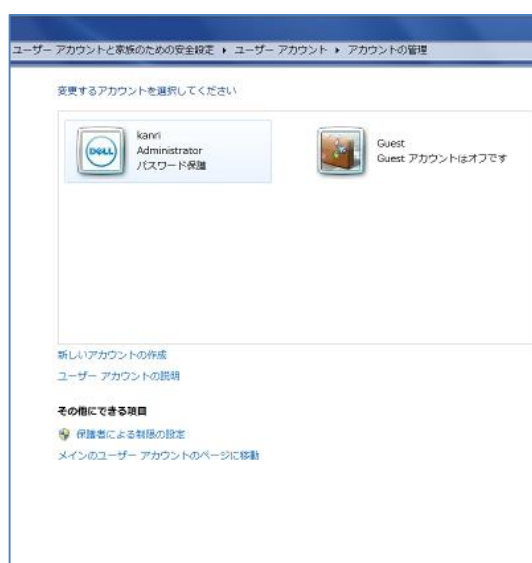 ユーザー アカウントと家族のための安全設定 ▸ ユーザー アカウント ▸ アカウントの管理
変更するアカウントを選択してください
DELL
kanri
Administrator
パスワード保護
Guest
Guest アカウントはオフです
新しいアカウントの作成
ユーザー アカウントの説明
その他にできる項目
保護者による制限の設定
メインのユーザー アカウントのページに移動